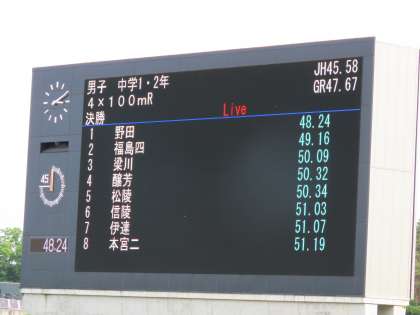 男子 中学1・2年 JH45.58
4×100mR GR47.67
決勝 Live
1 野田 48.24
2 福島四 49.16
3 梁川 50.09
4 醸芳 50.32
5 松陵 50.34
6 信陵 51.03
7 伊達 51.07
8 本宮二 51.19
45
48.24